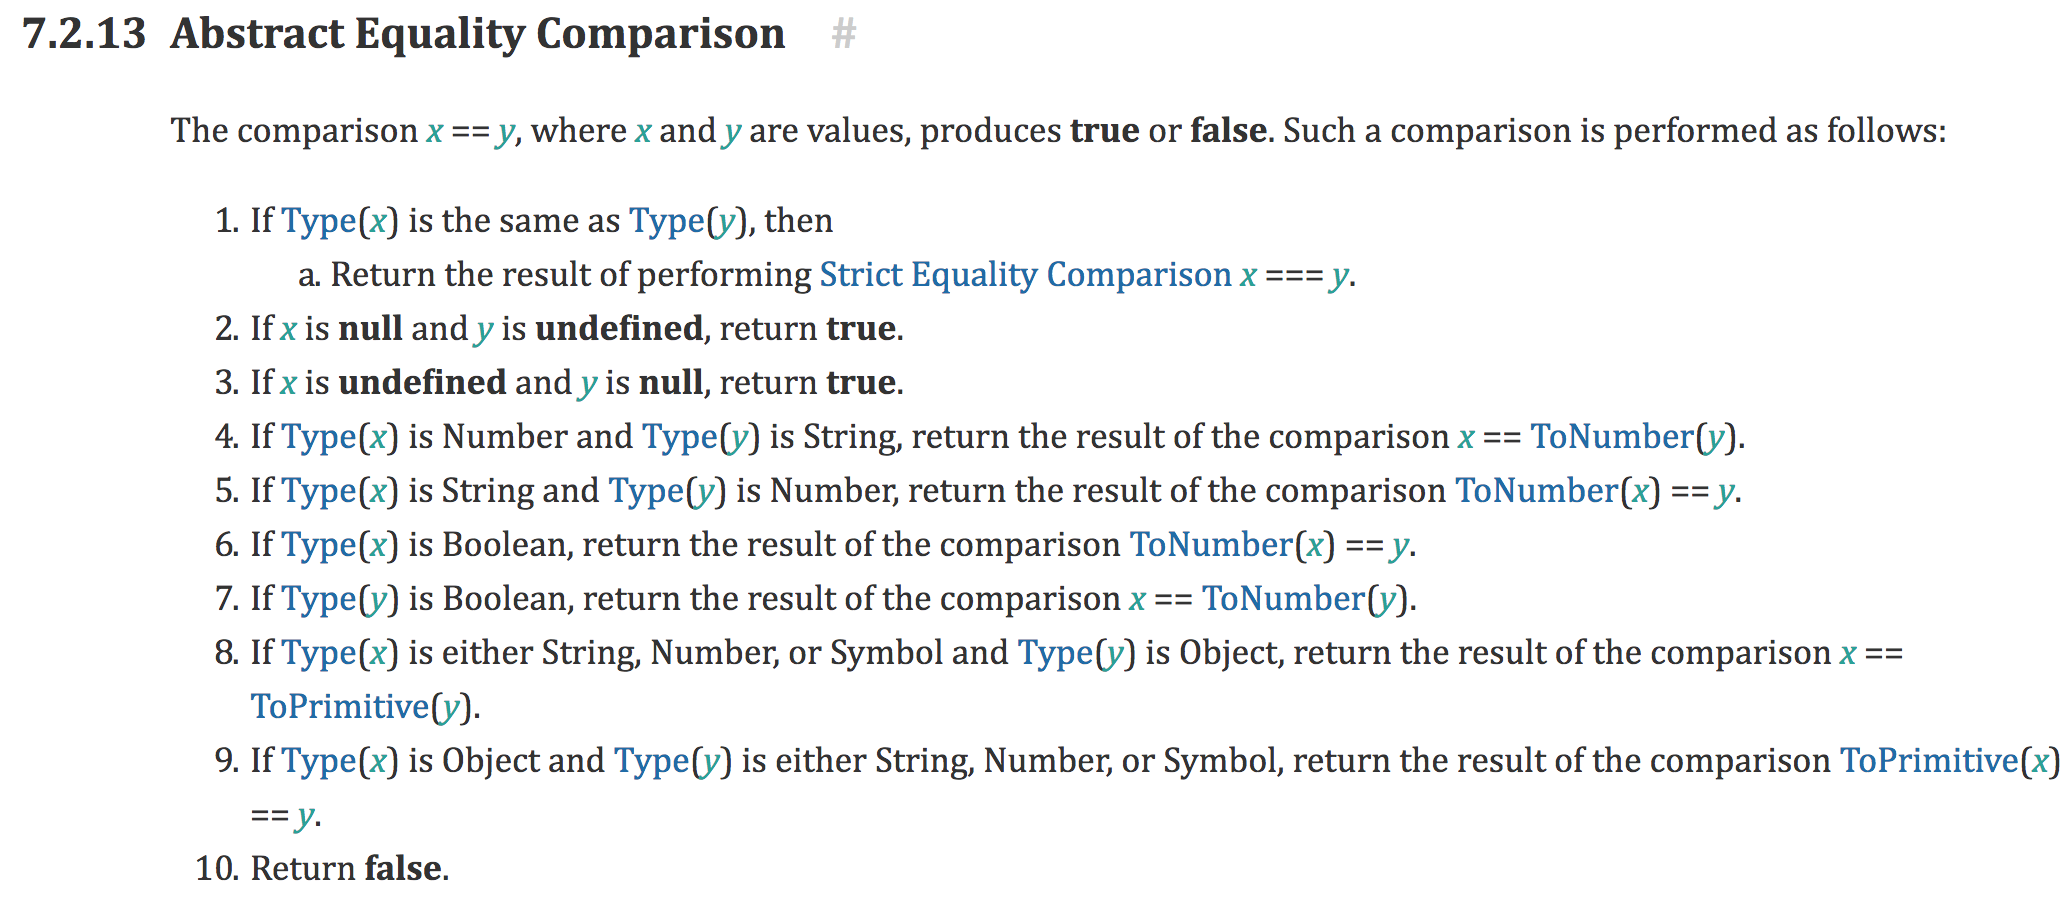 7.2.13 Abstract Equality Comparison #
The comparison x == y, where x and y are values, produces true or false. Such a comparison is performed as follows:
1. If Type(x) is the same as Type(y), then
a. Return the result of performing Strict Equality Comparison x === y.
2. If x is null and y is undefined, return true.
3. If x is undefined and y is null, return true.
4. If Type(x) is Number and Type(y) is String, return the result of the comparison x == ToNumber(y).
5. If Type(x) is String and Type(y) is Number, return the result of the comparison ToNumber(x) == y.
6. If Type(x) is Boolean, return the result of the comparison ToNumber(x) == y.
7. If Type(y) is Boolean, return the result of the comparison x == ToNumber(y).
8. If Type(x) is either String, Number, or Symbol and Type(y) is Object, return the result of the comparison x ==
ToPrimitive(y).
9. If Type(x) is Object and Type(y) is either String, Number, or Symbol, return the result of the comparison ToPrimitive(x)
== y.
10. Return false.